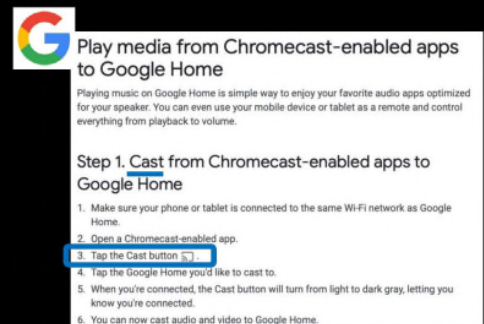 Play media from Chromecast-enabled apps
to Google Home
Playing music on Google Home is simple way to enjoy your favorite audio apps optimized
for your speaker. You can even use your mobile device or tablet as a remote and control
everything from playback to volume.
Step 1. Cast from Chromecast-enabled apps to
Google Home
1. Make sure your phone or tablet is connected to the same Wi-Fi network as Google
Home.
2. Open a Chromecast-enabled app.
3. Tap the Cast button .
4. Tap the Google Home you'd like to cast to.
5. When you're connected, the Cast button will turn from light to dark gray, letting you
know you're connected.
6. You can now cast audio and video to Google Home.